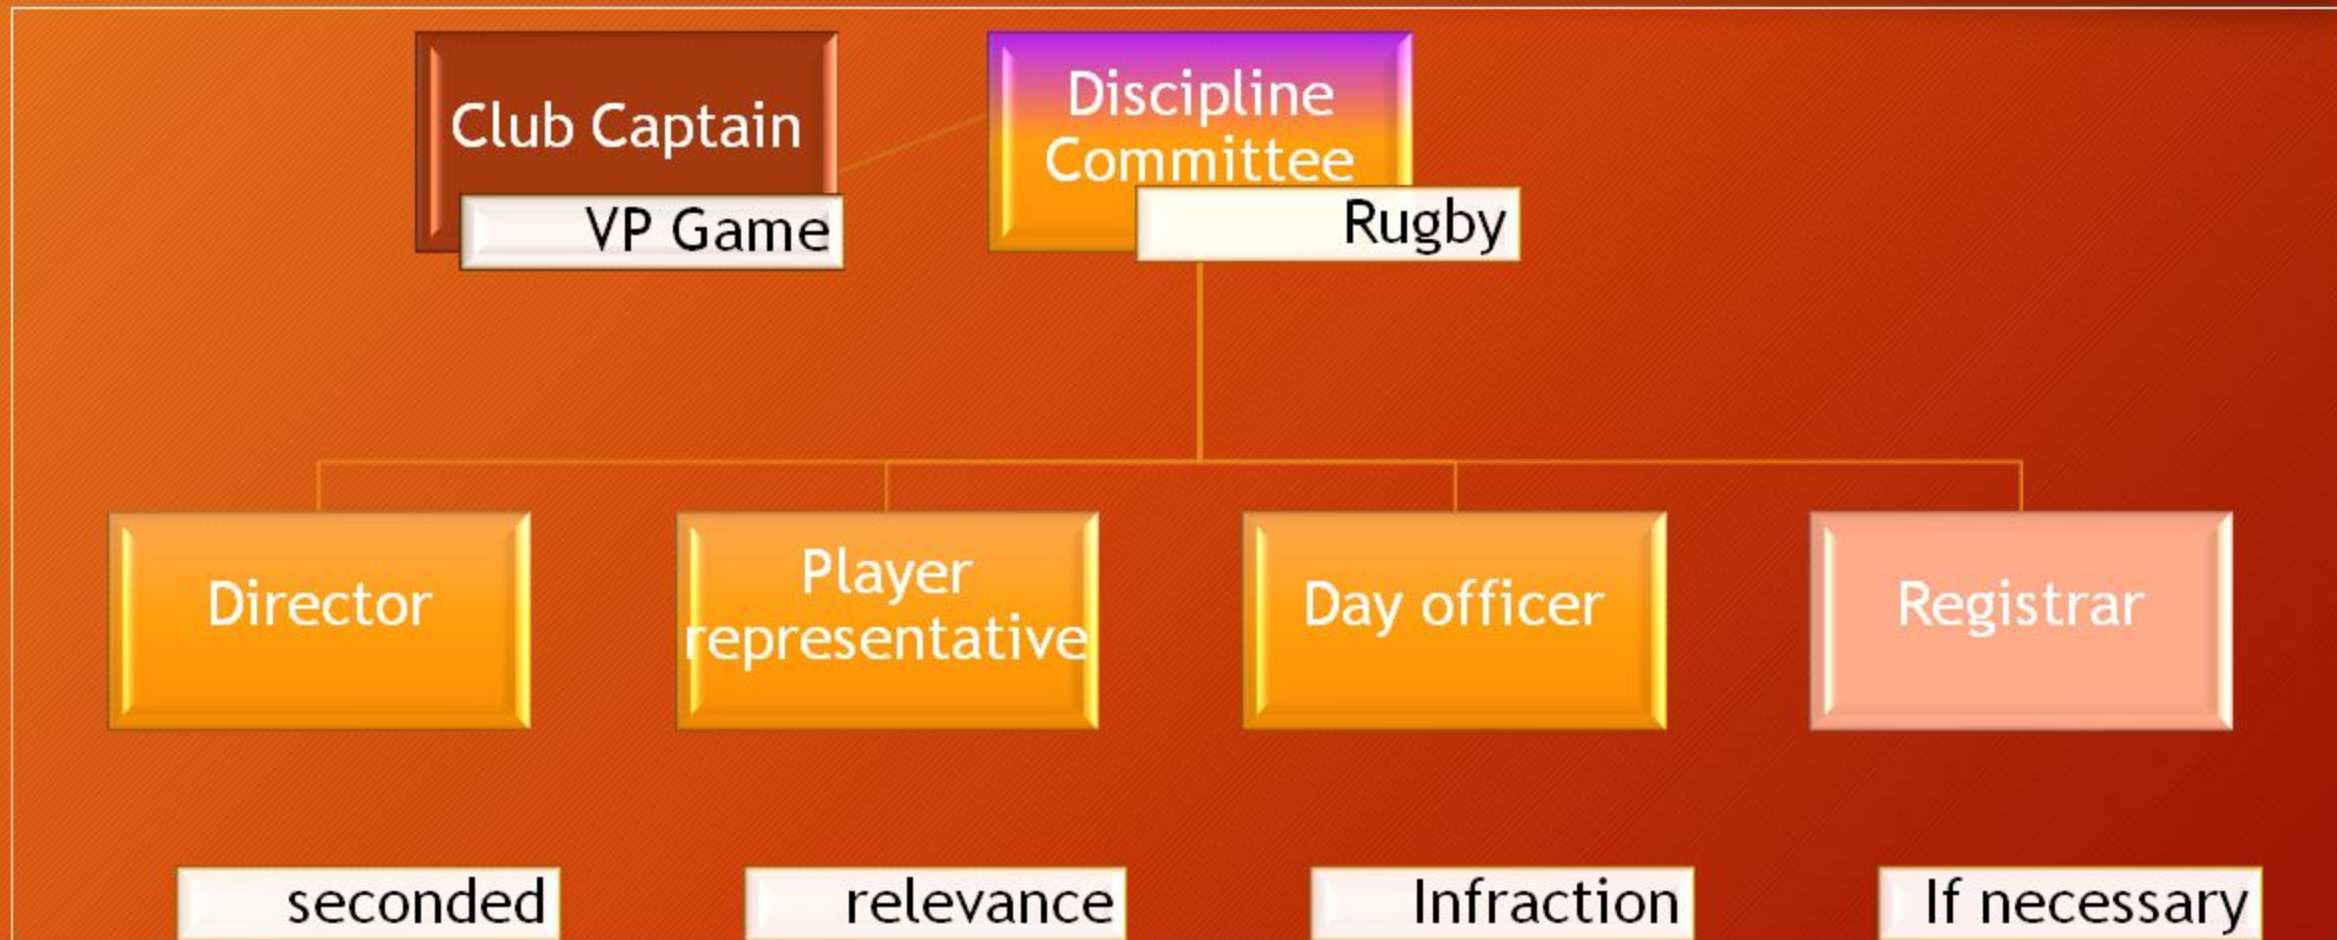 Club Captain
VP Game
Discipline
Committee
Rugby
Director
Player
representative
Day officer
Registrar
seconded
relevance
Infraction
If necessary